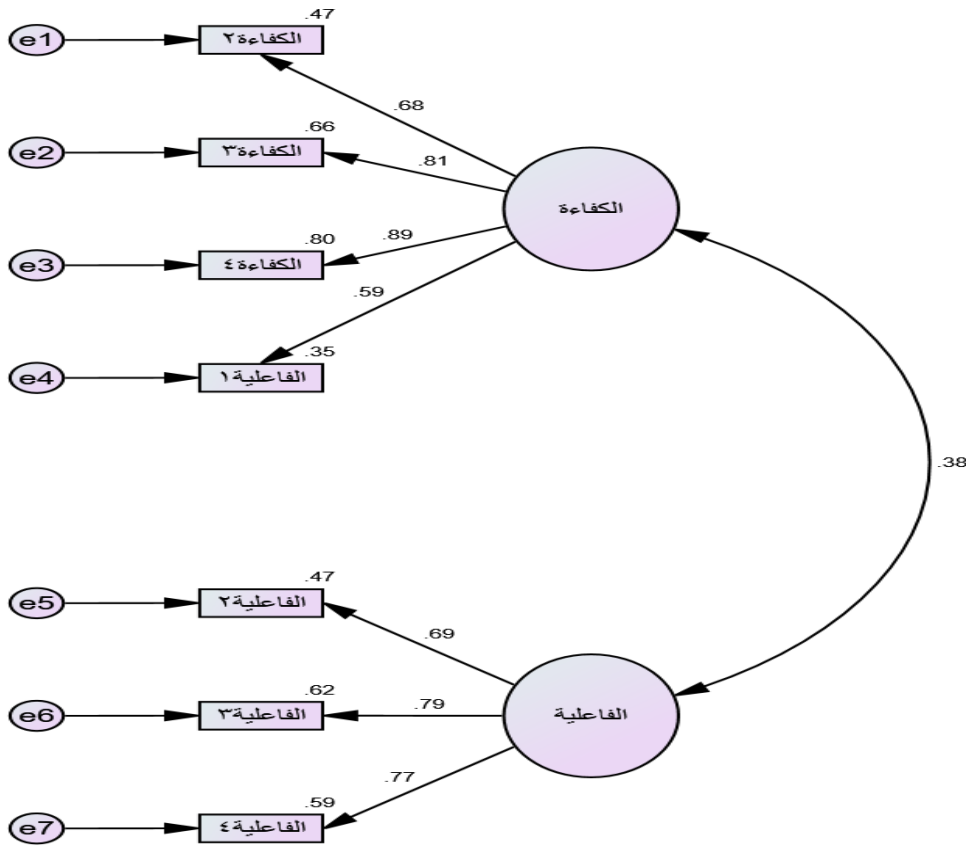 .47
e1
الكفاءة٢
.68
.66
e2
الكفاءة٣
.81
الكفاءة
.80
e3
الكفاءة٤
.89
.59
.35
e4
الفاعلية١
.38
.47
e5
الفاعلية٢
.69
.62
e6
الفاعلية٣
.79
الفاعلية
.77
.59
e7
الفاعلية٤